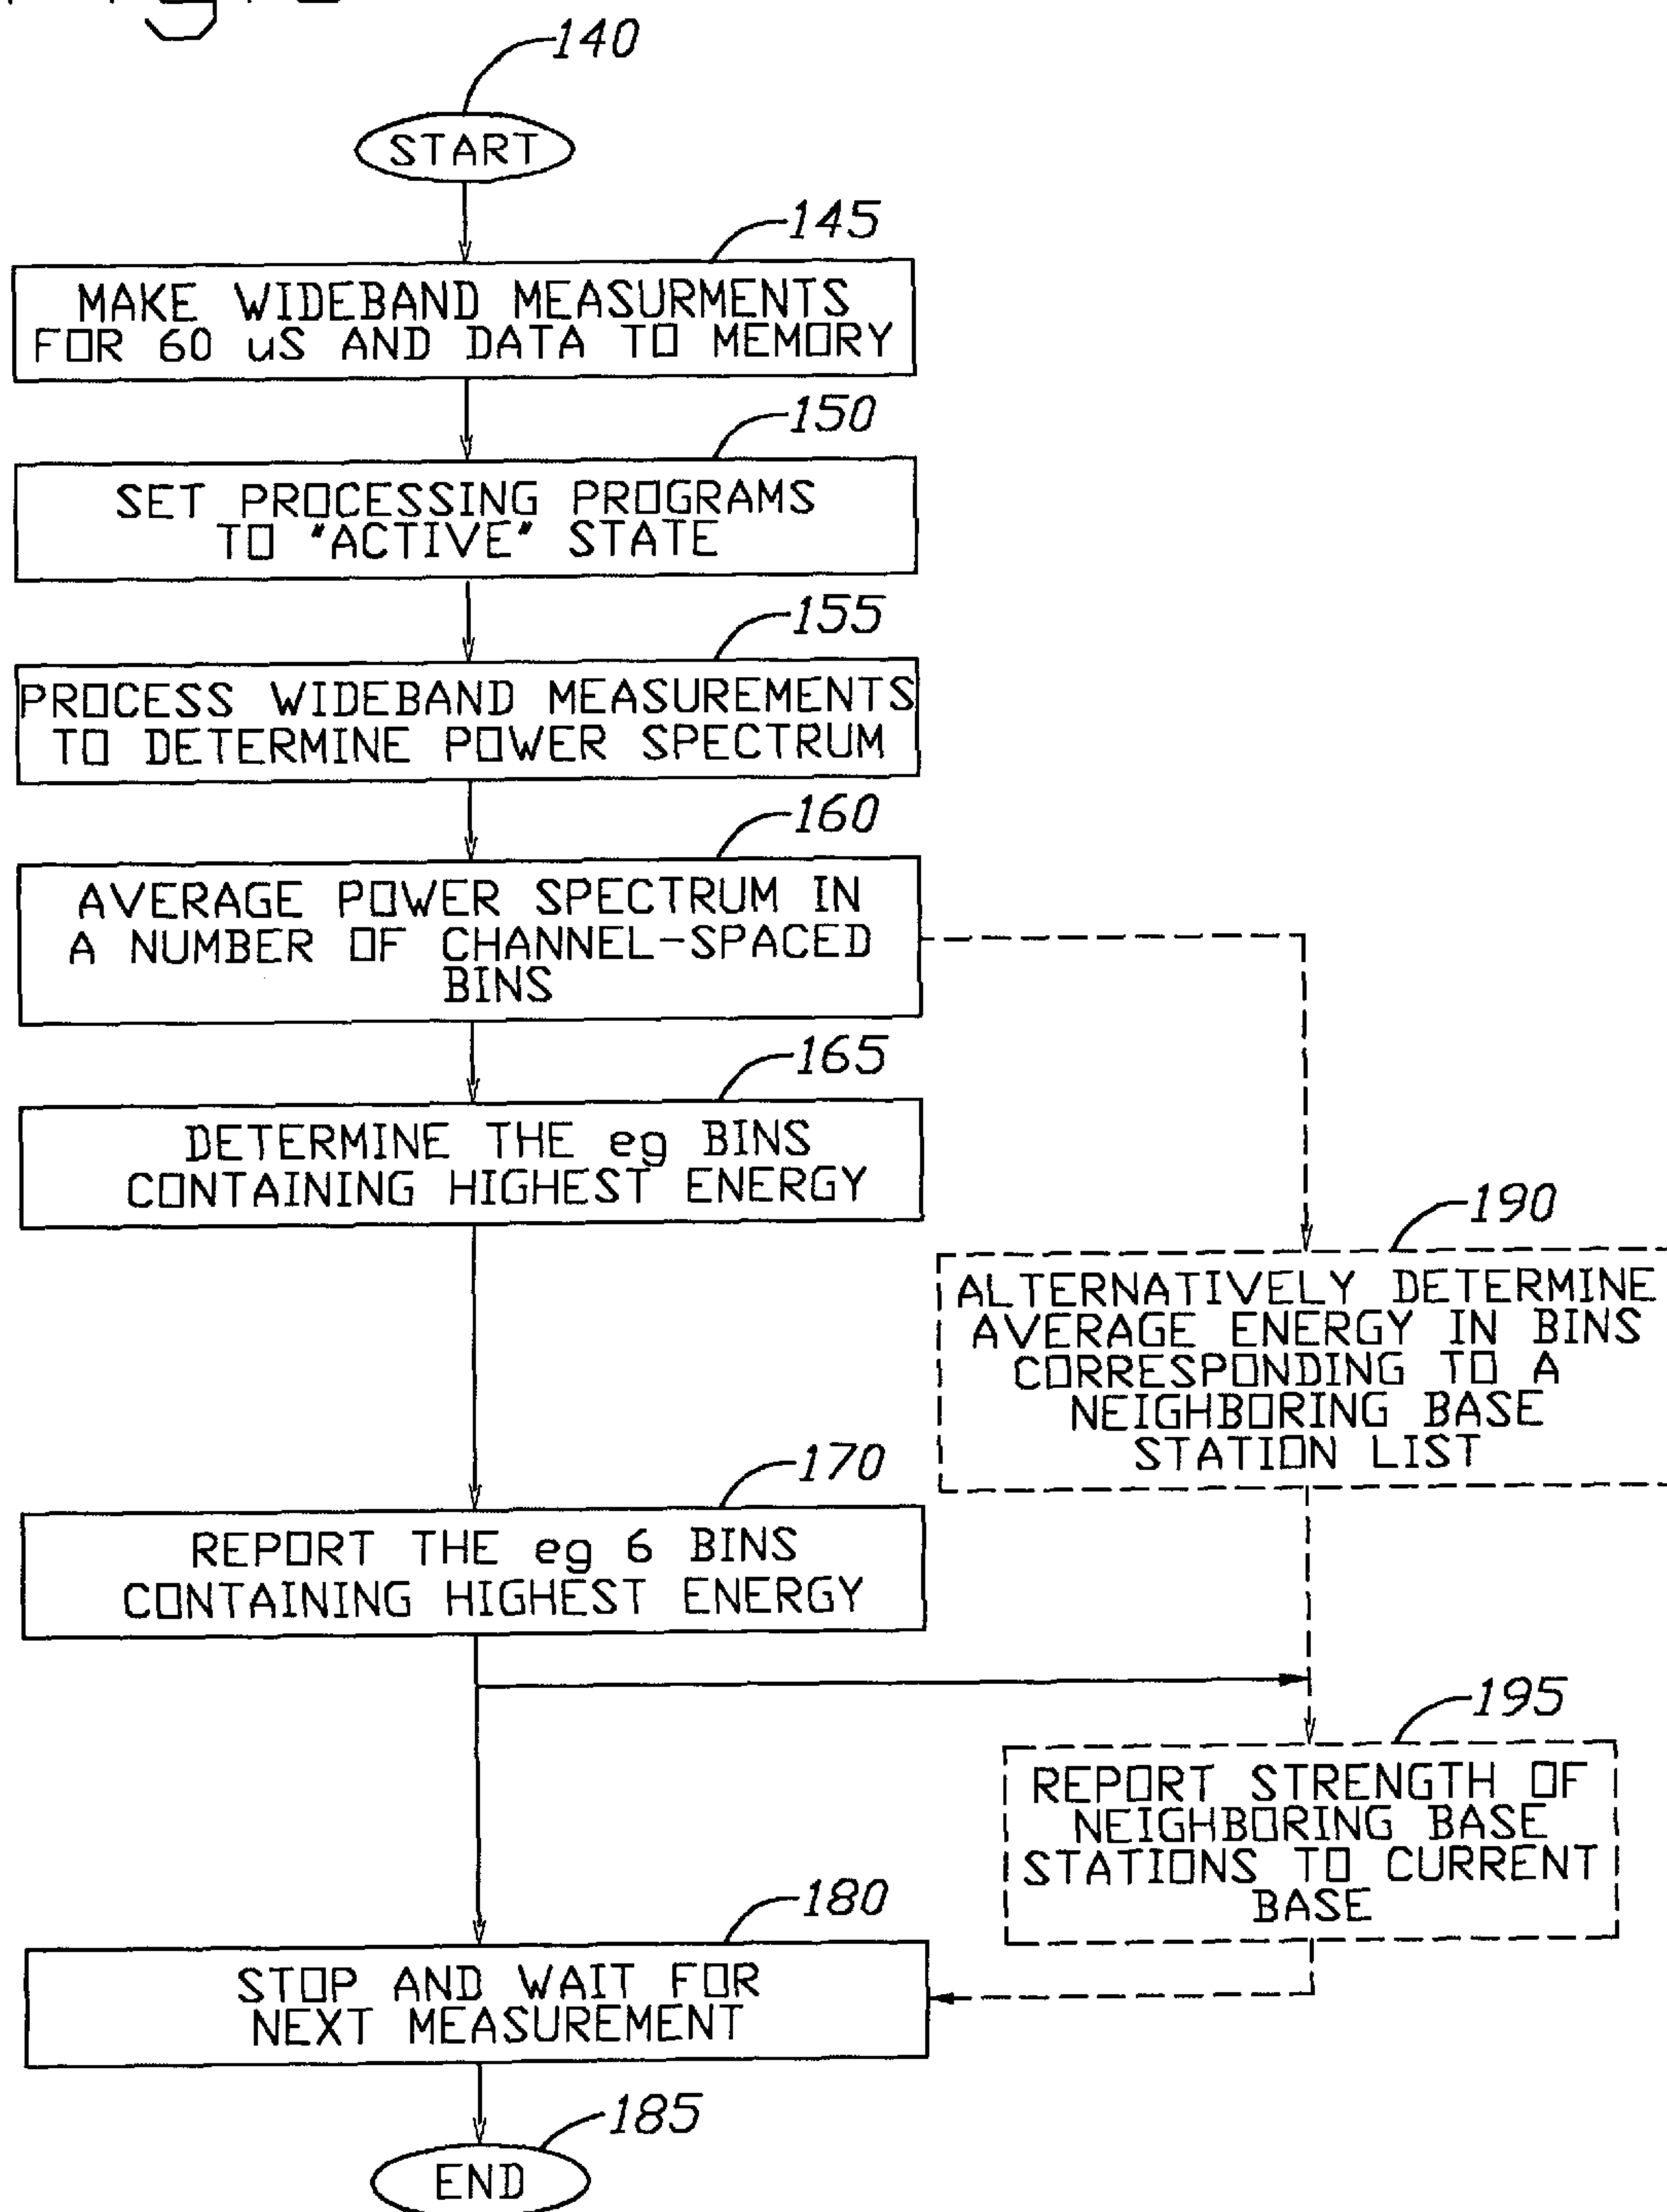 140
START
145
MAKE WIDEBAND MEASURMENTS
FOR 60 uS AND DATA TO MEMORY
150
SET PROCESSING PROGRAMS
TO "ACTIVE" STATE
155
PROCESS WIDEBAND MEASUREMENTS
TO DETERMINE POWER SPECTRUM
160
AVERAGE POWER SPECTRUM IN
A NUMBER OF CHANNEL-SPACED
BINS
165
DETERMINE THE eg BINS
CONTAINING HIGHEST ENERGY
190
ALTERNATIVELY DETERMINE
AVERAGE ENERGY IN BINS
CORRESPONDING TO A
NEIGHBORING BASE
STATION LIST
170
REPORT THE eg 6 BINS
CONTAINING HIGHEST ENERGY
195
REPORT STRENGTH OF
NEIGHBORING BASE
STATIONS TO CURRENT
BASE
180
STOP AND WAIT FOR
NEXT MEASUREMENT
185
END